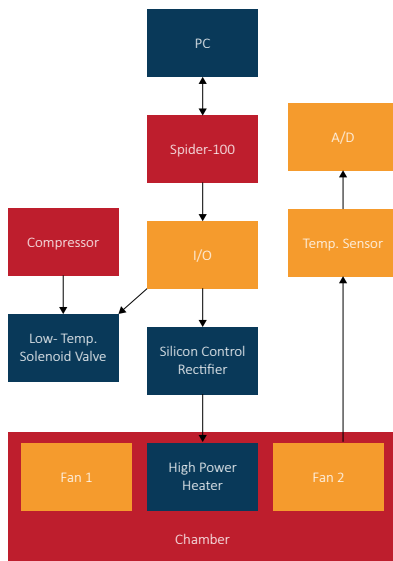 PC
Spider-100
A/D
Compressor
I/O
Temp. Sensor
Low- Temp.
Solenoid Valve
Silicon Control
Rectifier
Fan 1
High Power
Heater
Fan 2
Chamber